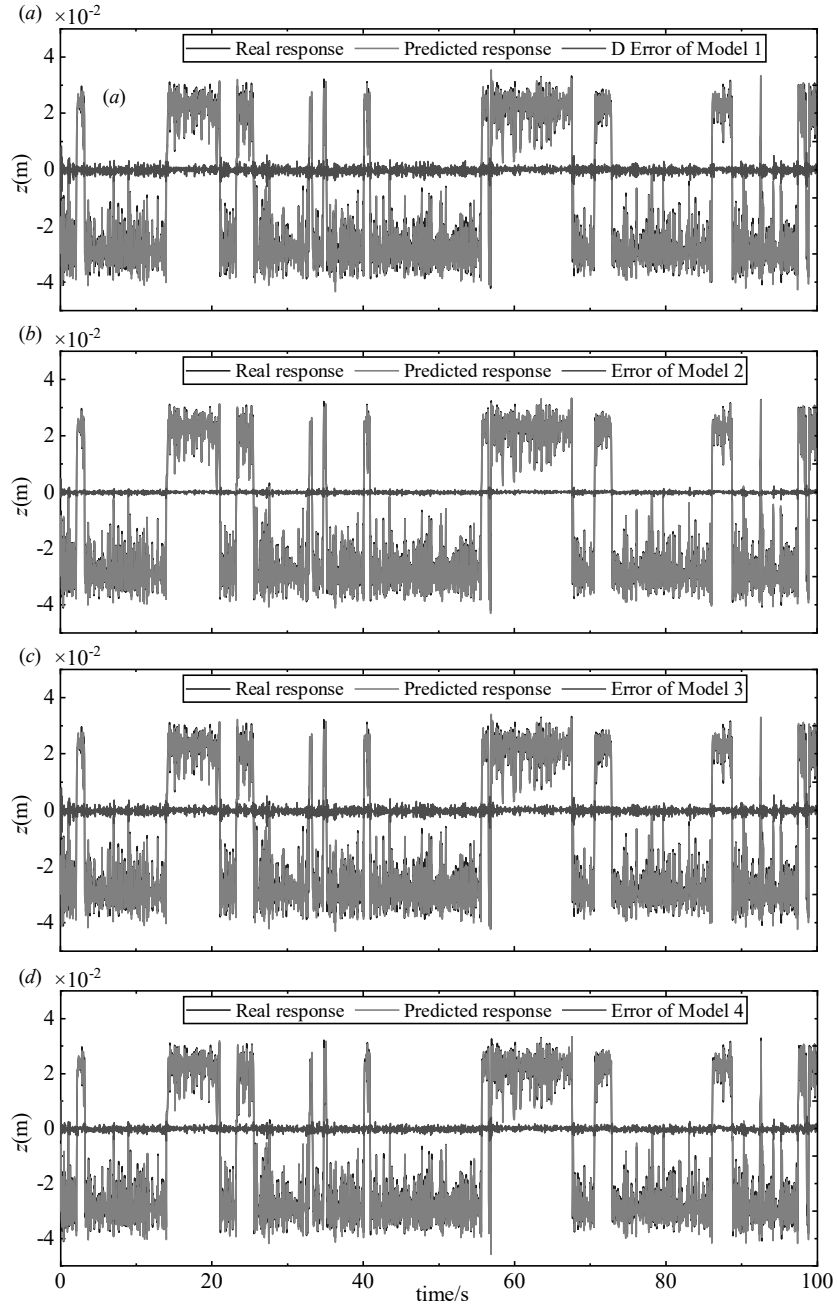 (a)
×10-2
Real response Predicted response D Error of Model 1
4
(a)
2
z(m)
0
-2
-4
(b)
×10-2
Real response Predicted response Error of Model 2
4
2
z(m)
0
-2
-4
(c)
×10-2
Real response Predicted response Error of Model 3
4
2
z(m)
0
-2
-4
(d)
×10-2
Real response Predicted response Error of Model 4
4
2
z(m)
0
-2
-4
0 20 40 60 80 100
time/s